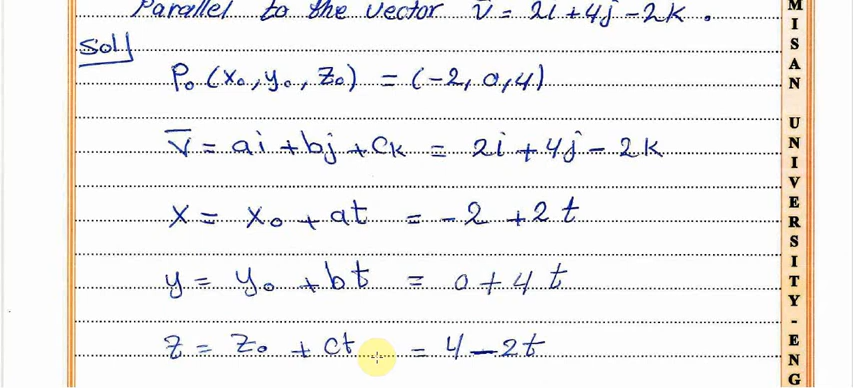 Parallel to the vector v̅ = 2i + 4j - 2k .
Sol
P₀ (x₀, y₀, z₀) = (-2, 0, 4)
V̅ = ai + bj + ck = 2i + 4j - 2k
x = x₀ + at = -2 + 2t
y = y₀ + bt = 0 + 4t
z = z₀ + ct = 4 - 2t
MISAN UNIVERSITY - ENG